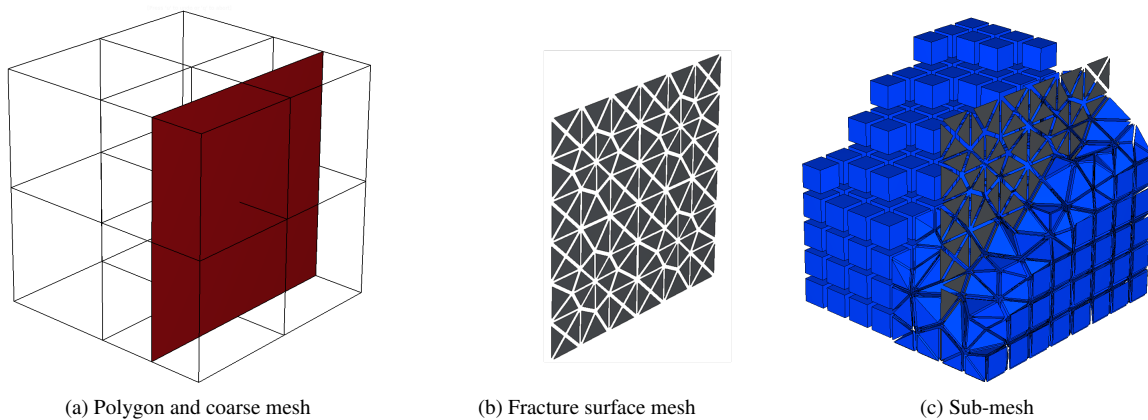 (a) Polygon and coarse mesh
(b) Fracture surface mesh
(c) Sub-mesh